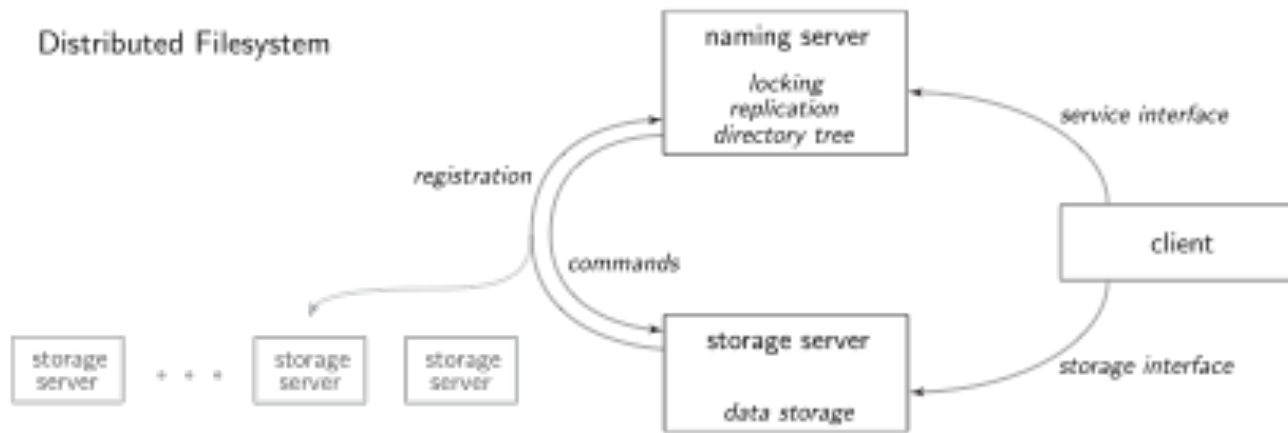 Distributed Filesystem
naming server
locking
replication
directory tree
service interface
registration
client
commands
storage server
data storage
storage interface
storage
server
storage
server
storage
server